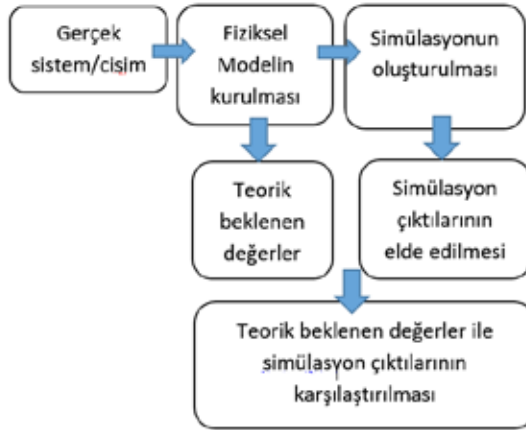 Gerçek
sistem/cisim
Fiziksel
Modelin
kurulması
Simülasyonun
oluşturulması
Teorik
beklenen
değerler
Simülasyon
çıktılarının
elde edilmesi
Teorik beklenen değerler ile
simülasyon çıktılarının
karşılaştırılması